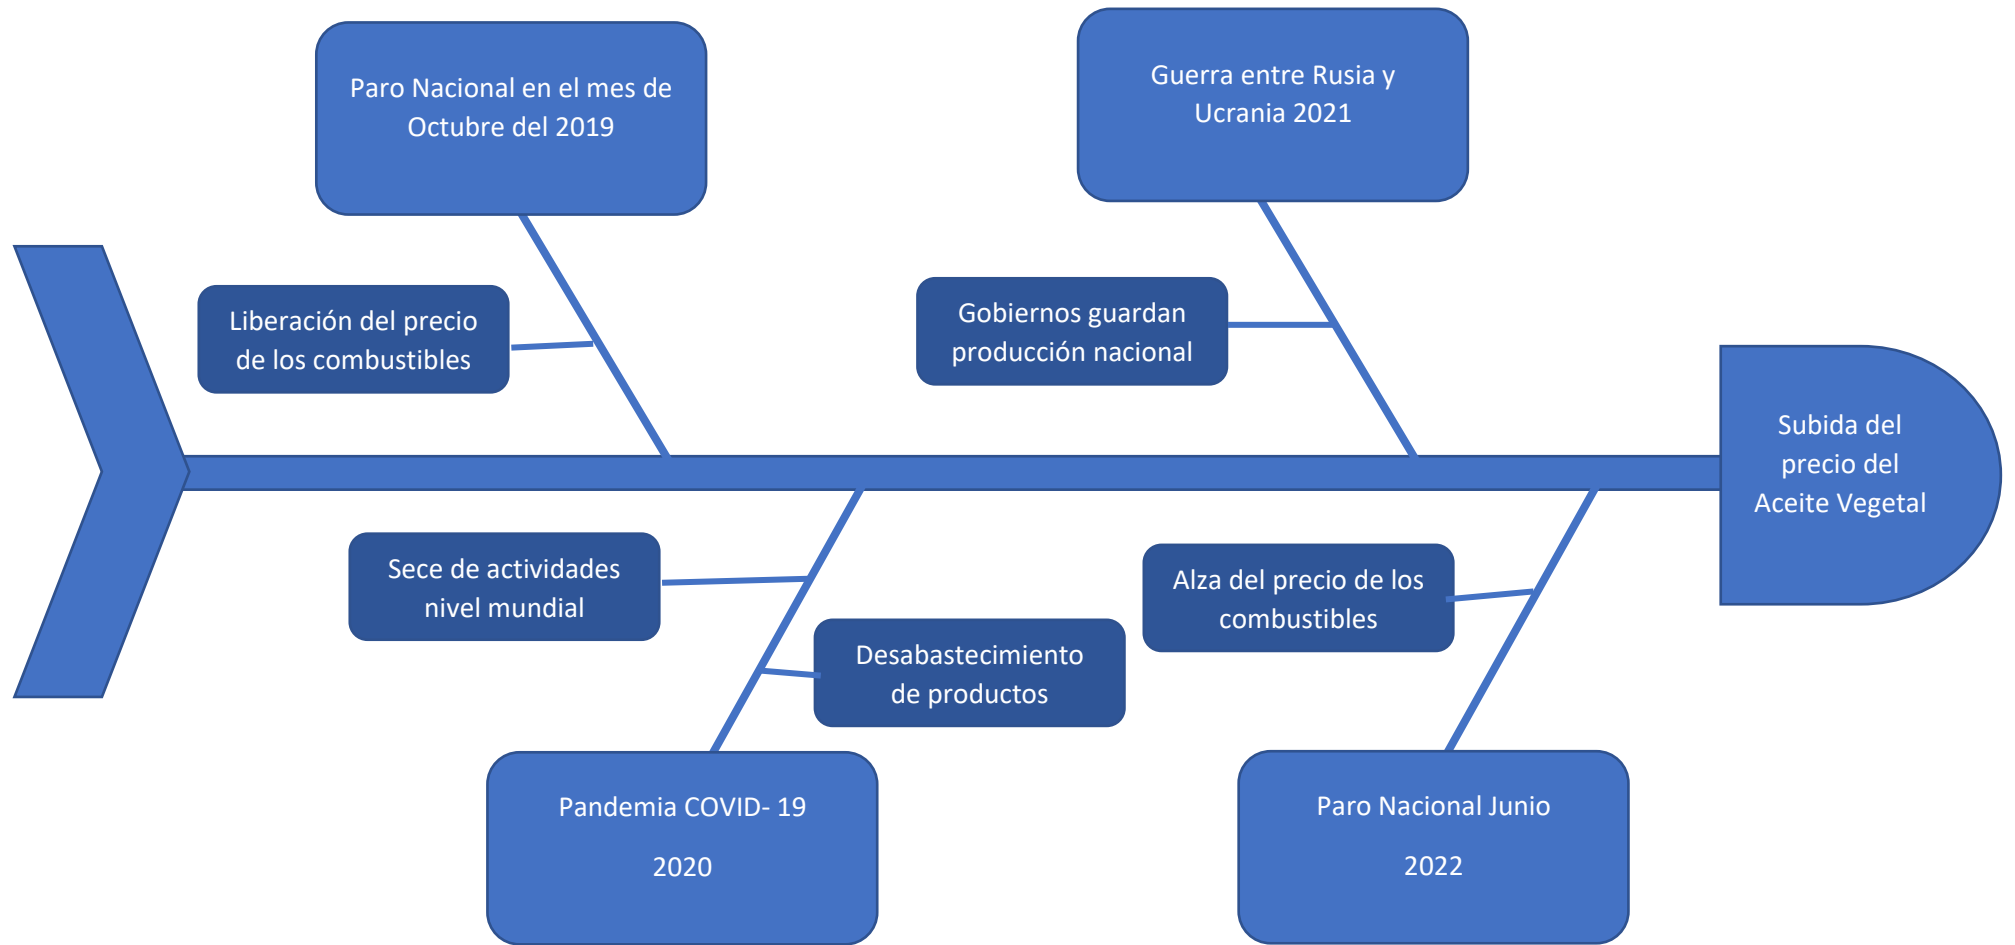 Paro Nacional en el mes de
Octubre del 2019
Guerra entre Rusia y
Ucrania 2021
Liberación del precio
de los combustibles
Gobiernos guardan
producción nacional
Subida del
precio del
Aceite Vegetal
Sece de actividades
nivel mundial
Desabastecimiento
de productos
Alza del precio de los
combustibles
Pandemia COVID- 19
2020
Paro Nacional Junio
2022